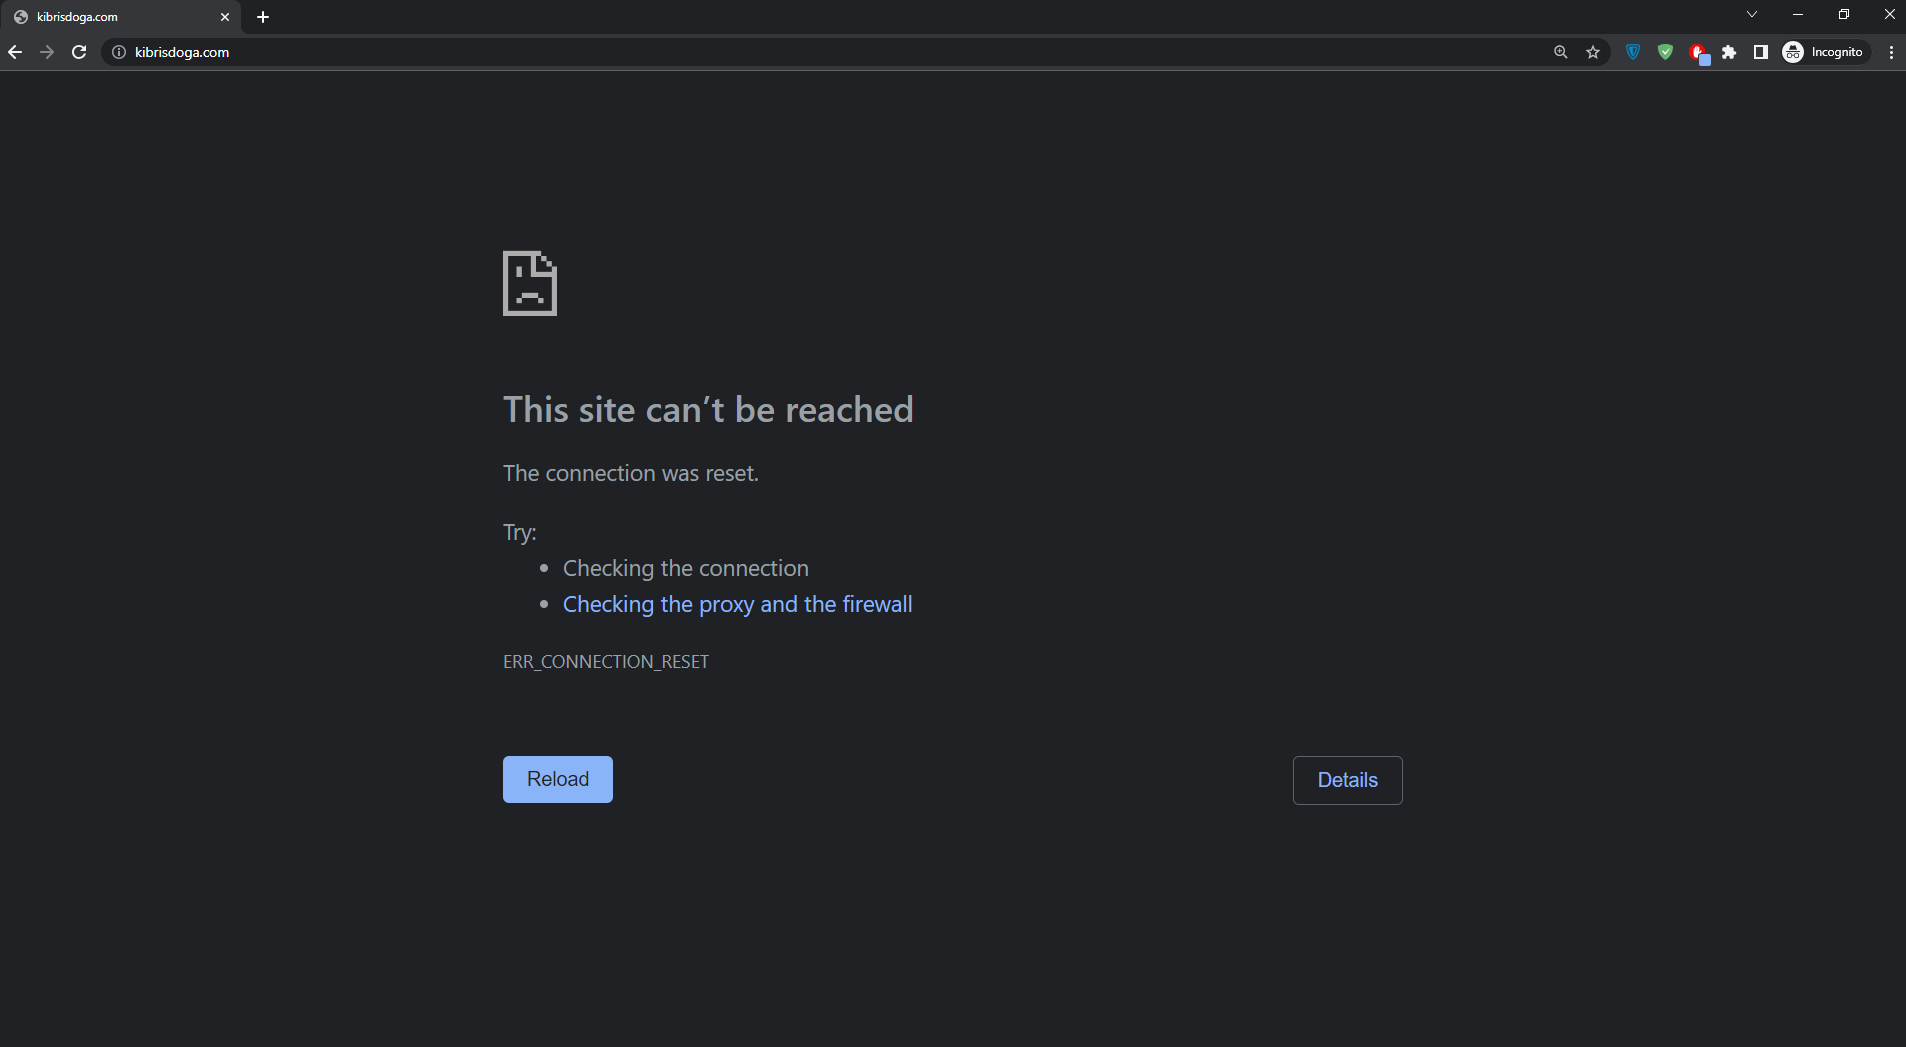 kibrisdoga.com
kibrisdoga.com
Incognito
This site can’t be reached
The connection was reset.
Try:
Checking the connection
Checking the proxy and the firewall
ERR_CONNECTION_RESET
Reload
Details